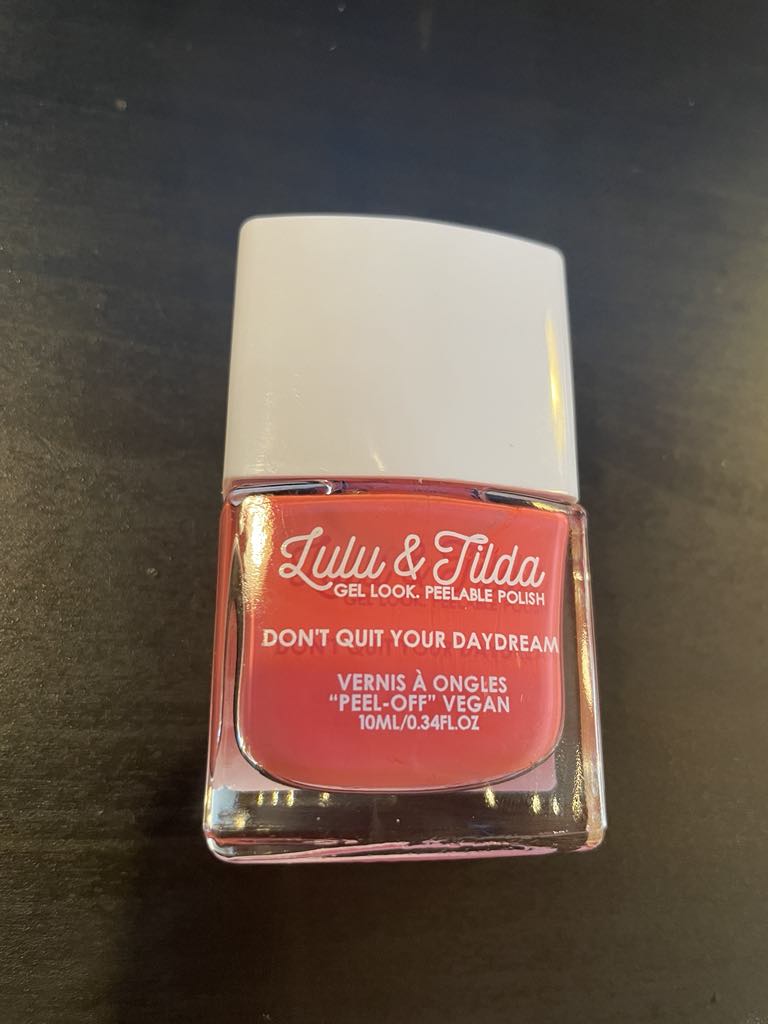 Lulu & Tilda
GEL LOOK. PEELABLE POLISH
DON'T QUIT YOUR DAYDREAM
VERNIS À ONGLES
"PEEL-OFF" VEGAN
10ML/0.34FL.OZ